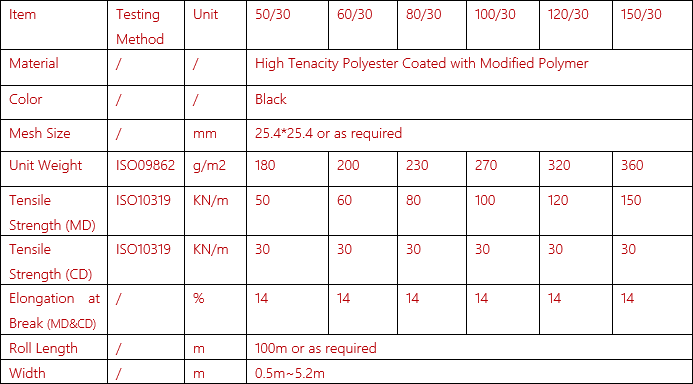 Item Testing Method Unit 50/30 60/30 80/30 100/30 120/30 150/30
Material / / High Tenacity Polyester Coated with Modified Polymer
Color / / Black
Mesh Size / mm 25.4*25.4 or as required
Unit Weight ISO09862 g/m2 180 200 230 270 320 360
Tensile Strength (MD) ISO10319 KN/m 50 60 80 100 120 150
Tensile Strength (CD) ISO10319 KN/m 30 30 30 30 30 30
Elongation at Break (MD&CD) / % 14 14 14 14 14 14
Roll Length / m 100m or as required
Width / m 0.5m~5.2m